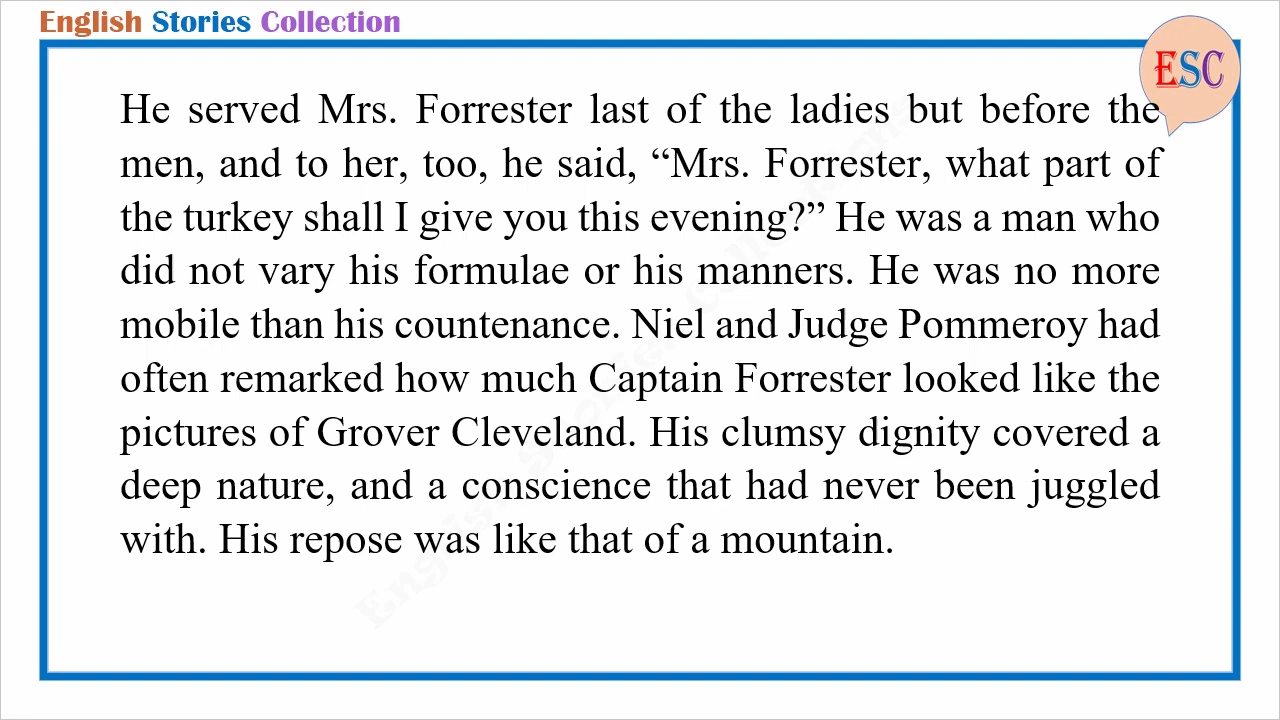 English Stories Collection
ESC
He served Mrs. Forrester last of the ladies but before the
men, and to her, too, he said, “Mrs. Forrester, what part of
the turkey shall I give you this evening?” He was a man who
did not vary his formulae or his manners. He was no more
mobile than his countenance. Niel and Judge Pommeroy had
often remarked how much Captain Forrester looked like the
pictures of Grover Cleveland. His clumsy dignity covered a
deep nature, and a conscience that had never been juggled
with. His repose was like that of a mountain.
English Stories Collections